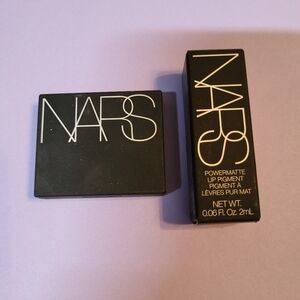 NARS
NARS
POWERMATTE
LIP PIGMENT
PIGMENT À
LÈVRES PUR MAT
NET WT.
0.06 Fl. Oz. 2mL